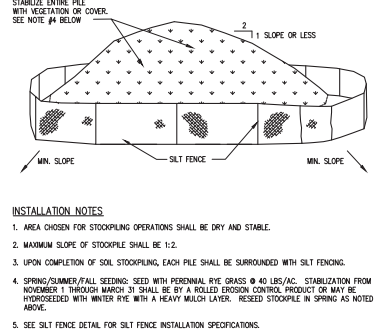 STABILIZE ENTIRE PILE
WITH VEGETATION OR COVER.
SEE NOTE #4 BELOW
2
1 SLOPE OR LESS
MIN. SLOPE
SILT FENCE
MIN. SLOPE
INSTALLATION NOTES
1. AREA CHOSEN FOR STOCKPILING OPERATIONS SHALL BE DRY AND STABLE.
2. MAXIMUM SLOPE OF STOCKPILE SHALL BE 1:2.
3. UPON COMPLETION OF SOIL STOCKPILING, EACH PILE SHALL BE SURROUNDED WITH SILT FENCING.
4. SPRING/SUMMER/FALL SEEDING: SEED WITH PERENNIAL RYE GRASS @ 40 LBS/AC. STABILIZATION FROM
NOVEMBER 1 THROUGH MARCH 31 SHALL BE BY A ROLLED EROSION CONTROL PRODUCT OR MAY BE
HYDROSEEDED WITH WINTER RYE WITH A HEAVY MULCH LAYER. RESEED STOCKPILE IN SPRING AS NOTED
ABOVE.
5. SEE SILT FENCE DETAIL FOR SILT FENCE INSTALLATION SPECIFICATIONS.